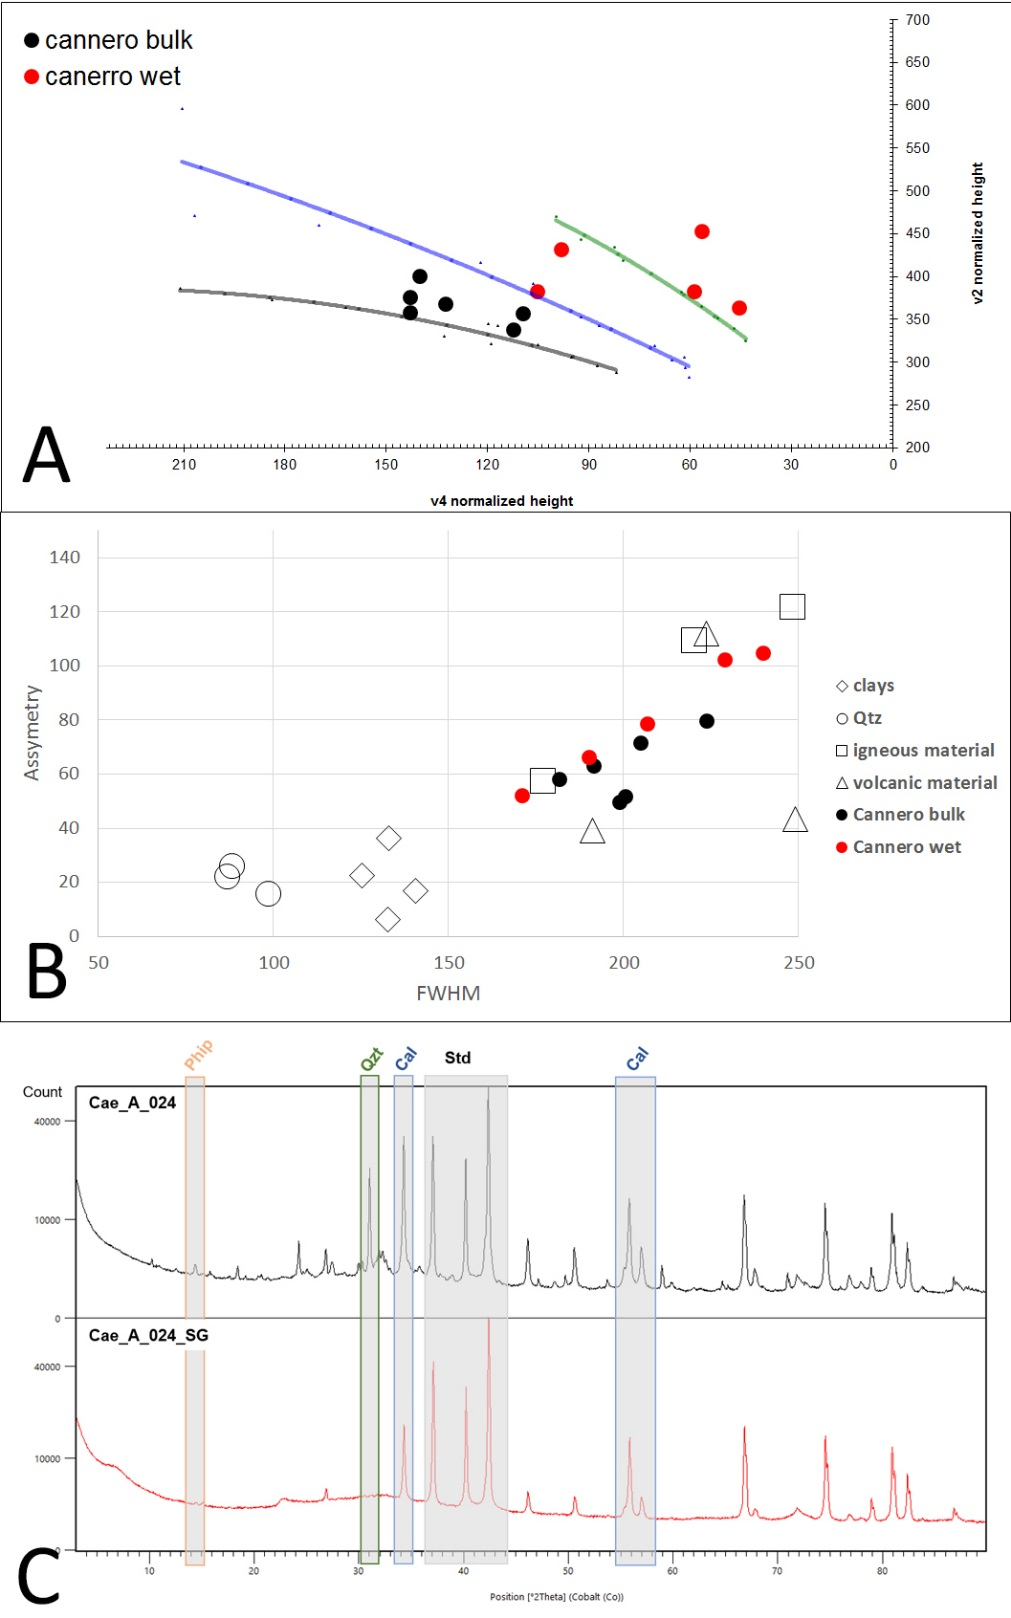 cannero bulk
canerro wet
700
650
600
550
500
450
400
350
300
250
200
v2 normalized height
210 180 150 120 90 60 30 0
v4 normalized height
A
140
120
100
80
60
40
20
0
Assymetry
50 100 150 200 250
FWHM
clays
Qtz
igneous material
volcanic material
Cannero bulk
Cannero wet
B
Phip Qzt Cal Std Cal
Count
Cae_A_024
40000
10000
0
Cae_A_024_SG
40000
10000
0
10 20 30 40 50 60 70 80
Position [°2Theta] (Cobalt (Co))
C